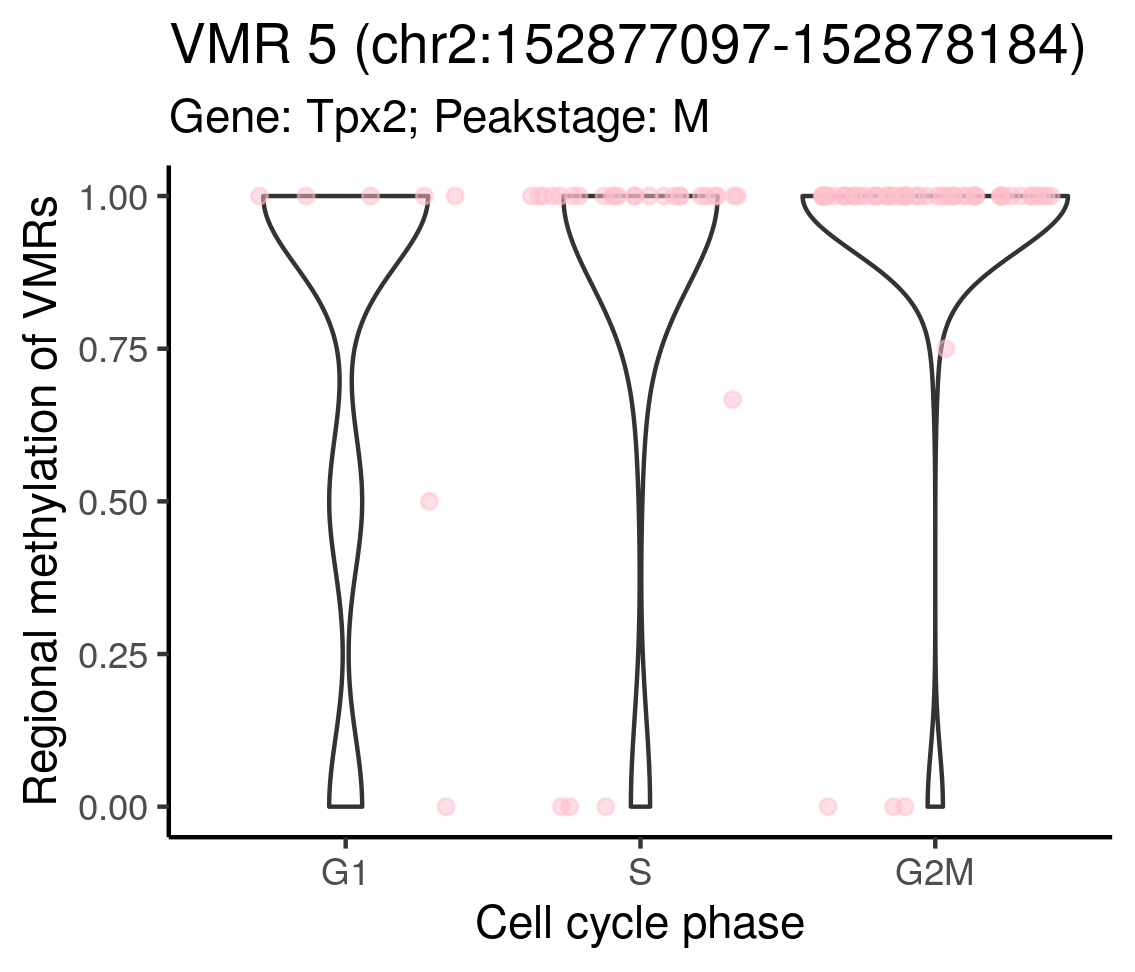 VMR 5 (chr2:152877097-152878184)
Gene: Tpx2; Peakstage: M
Regional methylation of VMRs
1.00
0.75
0.50
0.25
0.00
G1 S G2M
Cell cycle phase